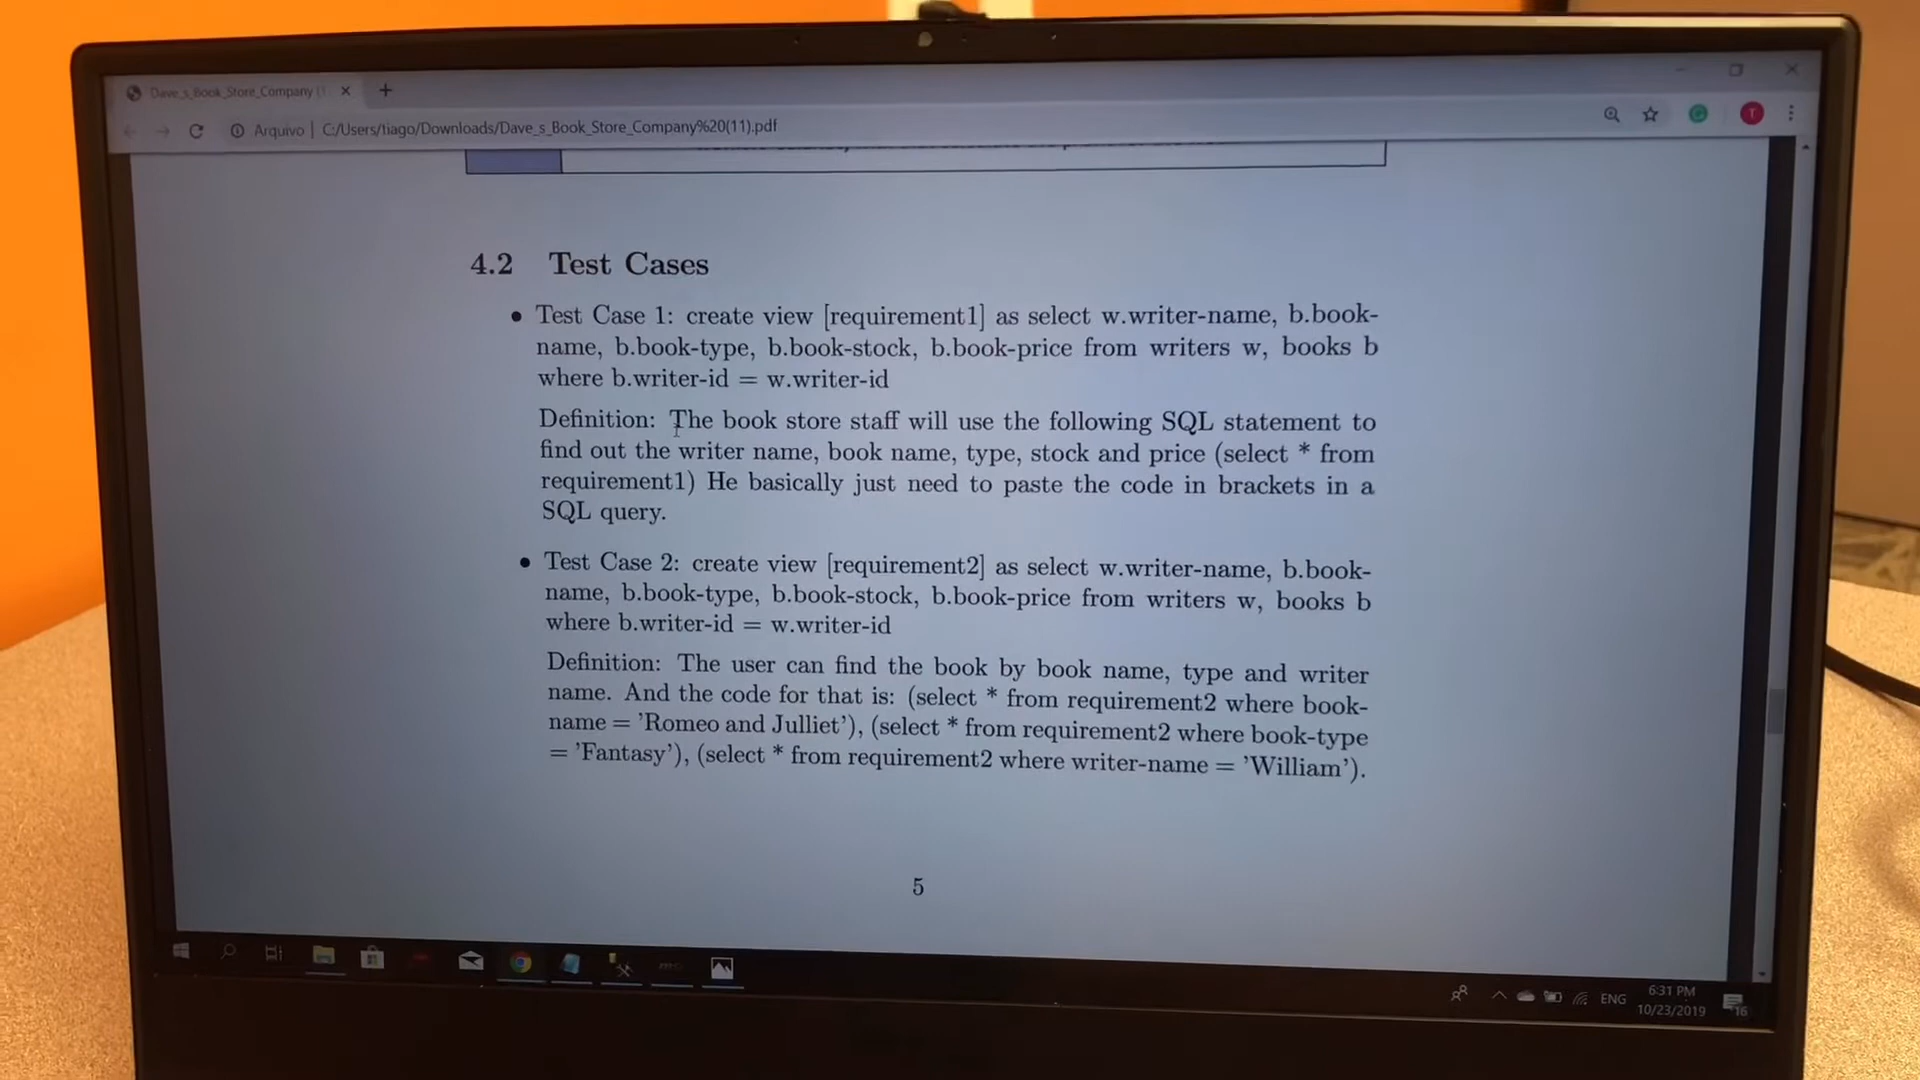 Dave_s_Book_Store_Company (1
Arquivo | C:/Users/tiago/Downloads/Dave_s_Book_Store_Company%20(11).pdf
T
4.2 Test Cases
• Test Case 1: create view [requirement1] as select w.writer-name, b.book-
name, b.book-type, b.book-stock, b.book-price from writers w, books b
where b.writer-id = w.writer-id
Definition: The book store staff will use the following SQL statement to
find out the writer name, book name, type, stock and price (select * from
requirement1) He basically just need to paste the code in brackets in a
SQL query.
• Test Case 2: create view [requirement2] as select w.writer-name, b.book-
name, b.book-type, b.book-stock, b.book-price from writers w, books b
where b.writer-id = w.writer-id
Definition: The user can find the book by book name, type and writer
name. And the code for that is: (select * from requirement2 where book-
name = 'Romeo and Julliet'), (select * from requirement2 where book-type
= 'Fantasy'), (select * from requirement2 where writer-name = 'William').
5
ENG
6:31 PM
10/23/2019
16